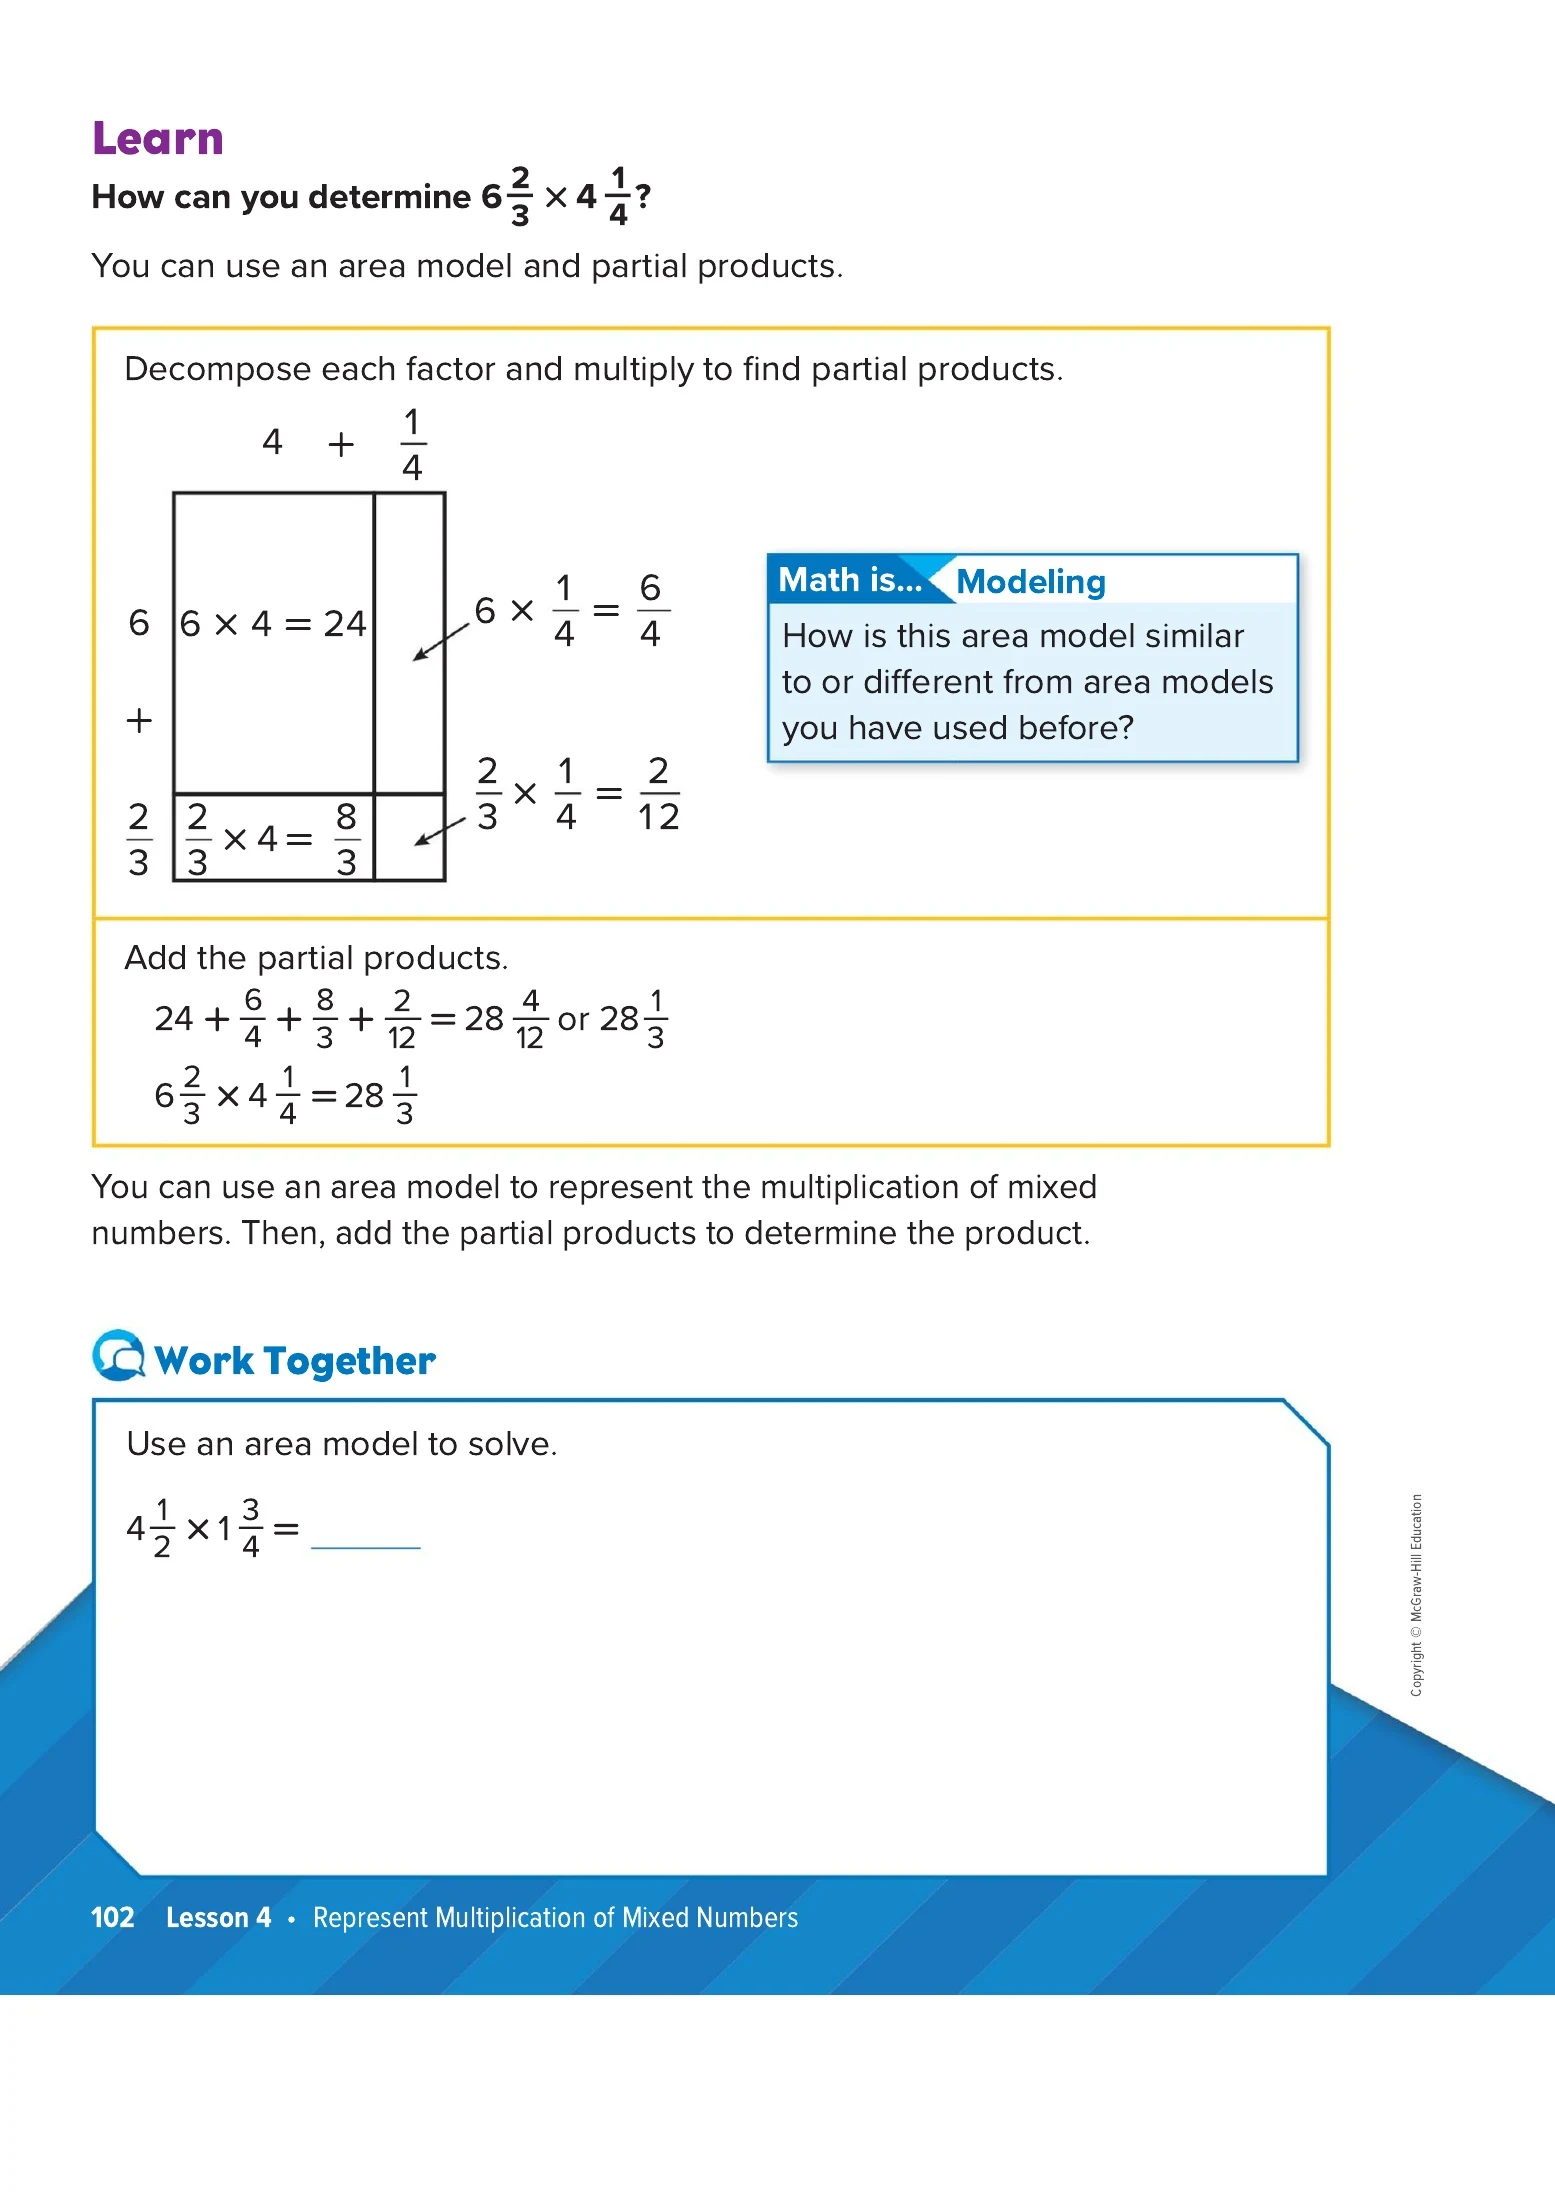 Learn
How can you determine 6 2/3 × 4 1/4?
You can use an area model and partial products.
Decompose each factor and multiply to find partial products.
4 + 1/4
6
6 × 4 = 24
6 × 1/4 = 6/4
+
2/3
2/3 × 4 = 8/3
2/3 × 1/4 = 2/12
Math is... Modeling
How is this area model similar
to or different from area models
you have used before?
Add the partial products.
24 + 6/4 + 8/3 + 2/12 = 28 4/12 or 28 1/3
6 2/3 × 4 1/4 = 28 1/3
You can use an area model to represent the multiplication of mixed
numbers. Then, add the partial products to determine the product.
Work Together
Use an area model to solve.
4 1/2 × 1 3/4 = ______
Copyright © McGraw-Hill Education
102 Lesson 4 • Represent Multiplication of Mixed Numbers